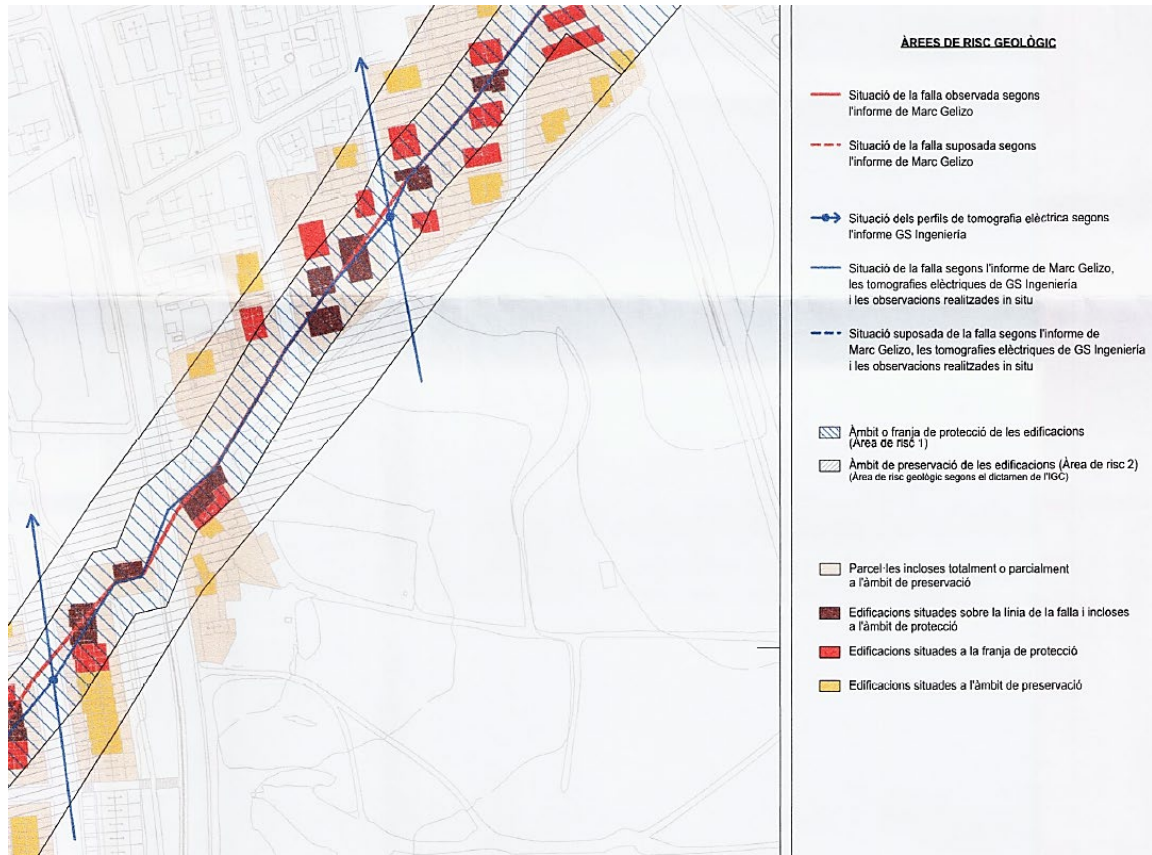 ÀREES DE RISC GEOLÒGIC
Situació de la falla observada segons
l'informe de Marc Gelizo
Situació de la falla suposada segons
l'informe de Marc Gelizo
Situació dels perfils de tomografia elèctrica segons
l'informe GS Ingeniería
Situació de la falla segons l'informe de Marc Gelizo,
les tomografies elèctriques de GS Ingeniería
i les observacions realitzades in situ
Situació suposada de la falla segons l'informe de
Marc Gelizo, les tomografies elèctriques de GS Ingeniería
i les observacions realitzades in situ
Àmbit o franja de protecció de les edificacions
(Àrea de risc 1)
Àmbit de preservació de les edificacions (Àrea de risc 2)
(Àrea de risc geològic segons el dictamen de l'IGC)
Parcel·les incloses totalment o parcialment
a l'àmbit de preservació
Edificacions situades sobre la línia de la falla i incloses
a l'àmbit de protecció
Edificacions situades a la franja de protecció
Edificacions situades a l'àmbit de preservació